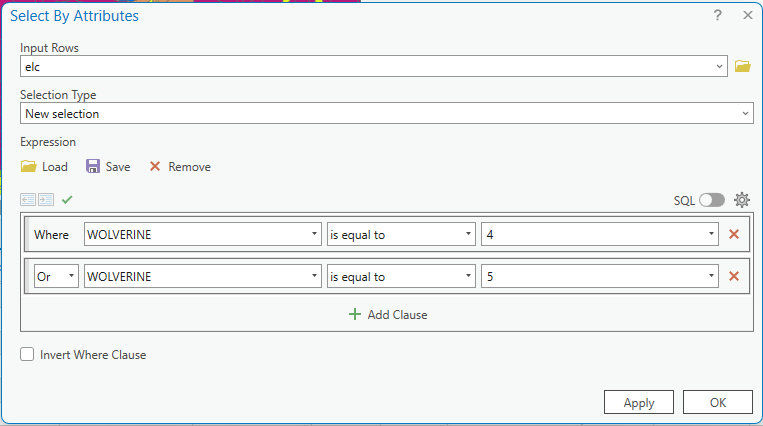 Select By Attributes ? ×
Input Rows
elc
Selection Type
New selection
Expression
Load Save Remove
SQL
Where WOLVERINE is equal to 4
Or WOLVERINE is equal to 5
Add Clause
Invert Where Clause
Apply OK